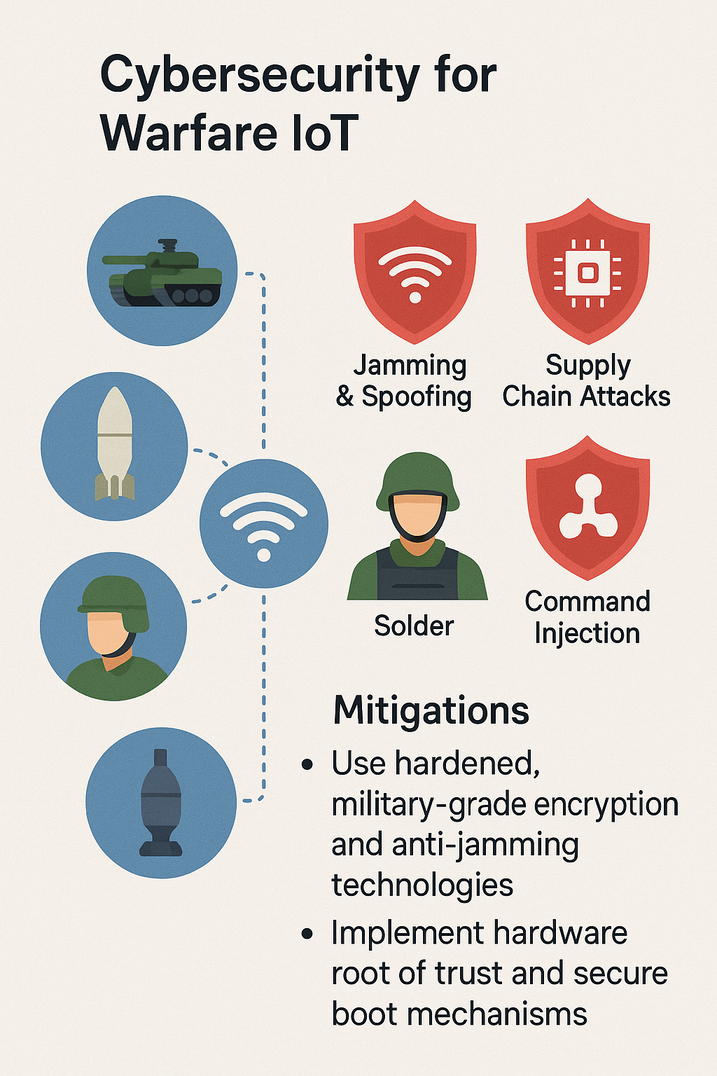 Cybersecurity for
Warfare IoT
Jamming
& Spoofing
Supply
Chain Attacks
Solder
Command
Injection
Mitigations
• Use hardened,
military-grade encryption
and anti-jamming
technologies
• Implement hardware
root of trust and secure
boot mechanisms